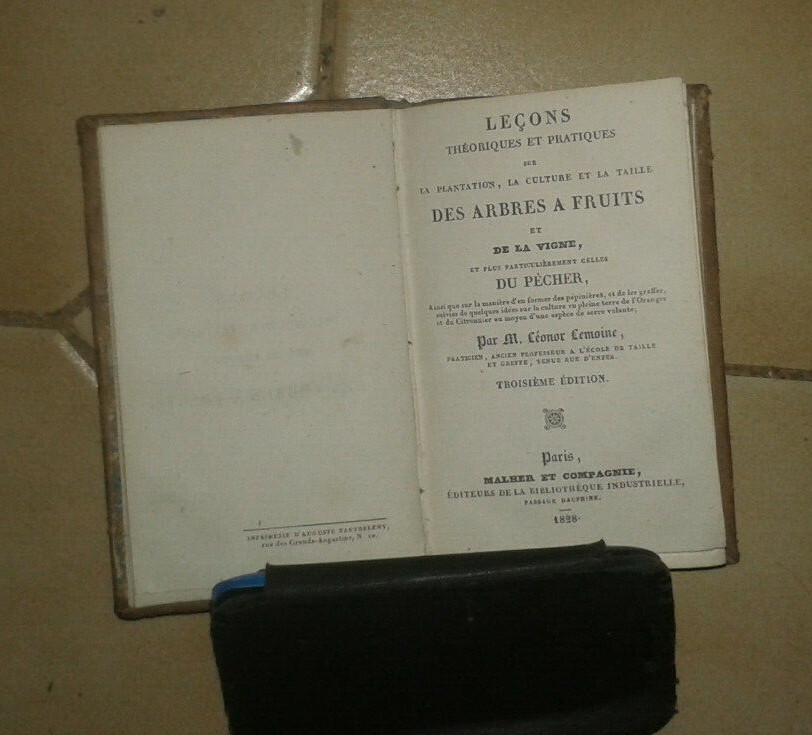 IMPRIMERIE D'AUGUSTE BARTHELEMY,
rue des Grands-Augustins, N. 10.
LEÇONS
THÉORIQUES ET PRATIQUES
SUR
LA PLANTATION, LA CULTURE ET LA TAILLE
DES ARBRES A FRUITS
ET
DE LA VIGNE,
ET PLUS PARTICULIÈREMENT CELLES
DU PÊCHER,
Ainsi que sur la manière d'en former des pépinières, et de les greffer,
suivies de quelques idées sur la culture en pleine terre de l'Oranger
et du Citronnier au moyen d'une espèce de serre volante;
Par M. Léonor Lemoine,
PRATICIEN, ANCIEN PROFESSEUR A L'ÉCOLE DE TAILLE
ET GREFFE, TENUE RUE D'ENFER.
TROISIÈME ÉDITION.
Paris,
MALHER ET COMPAGNIE,
ÉDITEURS DE LA BIBLIOTHÈQUE INDUSTRIELLE,
PASSAGE DAUPHINE.
1828.